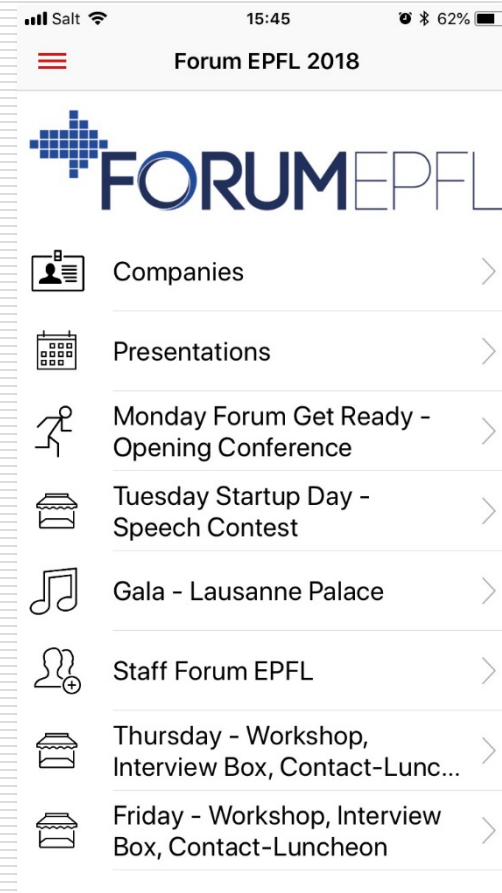 Salt 15:45 62%
Forum EPFL 2018
FORUMEPFL
Companies
Presentations
Monday Forum Get Ready -
Opening Conference
Tuesday Startup Day -
Speech Contest
Gala - Lausanne Palace
Staff Forum EPFL
Thursday - Workshop,
Interview Box, Contact-Lunc...
Friday - Workshop, Interview
Box, Contact-Luncheon